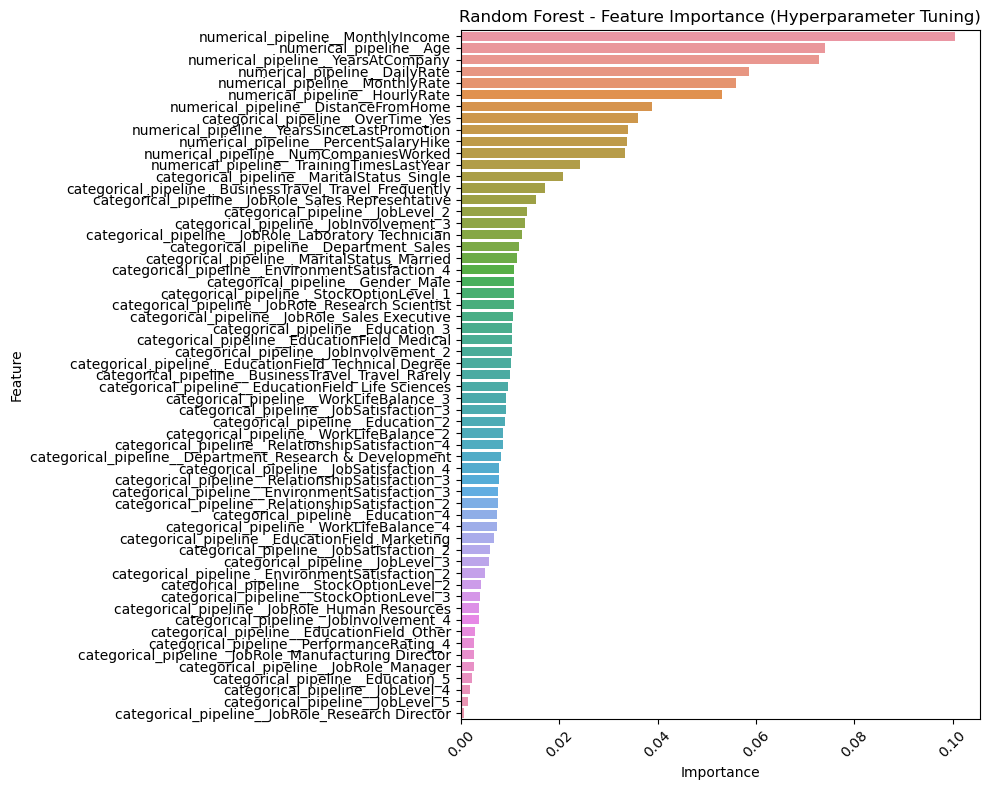 Random Forest - Feature Importance (Hyperparameter Tuning)
numerical_pipeline__MonthlyIncome
numerical_pipeline__Age
numerical_pipeline__YearsAtCompany
numerical_pipeline__DailyRate
numerical_pipeline__MonthlyRate
numerical_pipeline__HourlyRate
numerical_pipeline__DistanceFromHome
categorical_pipeline__OverTime_Yes
numerical_pipeline__YearsSinceLastPromotion
numerical_pipeline__PercentSalaryHike
numerical_pipeline__NumCompaniesWorked
numerical_pipeline__TrainingTimesLastYear
categorical_pipeline__MaritalStatus_Single
categorical_pipeline__BusinessTravel_Travel_Frequently
categorical_pipeline__JobRole_Sales Representative
categorical_pipeline__JobLevel_2
categorical_pipeline__JobInvolvement_3
categorical_pipeline__JobRole_Laboratory Technician
categorical_pipeline__Department_Sales
categorical_pipeline__MaritalStatus_Married
categorical_pipeline__EnvironmentSatisfaction_4
categorical_pipeline__Gender_Male
categorical_pipeline__StockOptionLevel_1
categorical_pipeline__JobRole_Research Scientist
categorical_pipeline__JobRole_Sales Executive
categorical_pipeline__Education_3
categorical_pipeline__EducationField_Medical
categorical_pipeline__JobInvolvement_2
categorical_pipeline__EducationField_Technical Degree
categorical_pipeline__BusinessTravel_Travel_Rarely
categorical_pipeline__EducationField_Life Sciences
categorical_pipeline__WorkLifeBalance_3
categorical_pipeline__JobSatisfaction_3
categorical_pipeline__Education_2
categorical_pipeline__WorkLifeBalance_2
categorical_pipeline__RelationshipSatisfaction_4
categorical_pipeline__Department_Research & Development
categorical_pipeline__JobSatisfaction_4
categorical_pipeline__RelationshipSatisfaction_3
categorical_pipeline__EnvironmentSatisfaction_3
categorical_pipeline__RelationshipSatisfaction_2
categorical_pipeline__Education_4
categorical_pipeline__WorkLifeBalance_4
categorical_pipeline__EducationField_Marketing
categorical_pipeline__JobSatisfaction_2
categorical_pipeline__JobLevel_3
categorical_pipeline__EnvironmentSatisfaction_2
categorical_pipeline__StockOptionLevel_2
categorical_pipeline__StockOptionLevel_3
categorical_pipeline__JobRole_Human Resources
categorical_pipeline__JobInvolvement_4
categorical_pipeline__EducationField_Other
categorical_pipeline__PerformanceRating_4
categorical_pipeline__JobRole_Manufacturing Director
categorical_pipeline__JobRole_Manager
categorical_pipeline__Education_5
categorical_pipeline__JobLevel_4
categorical_pipeline__JobLevel_5
categorical_pipeline__JobRole_Research Director
Feature
0.00
0.02
0.04
0.06
0.08
0.10
Importance